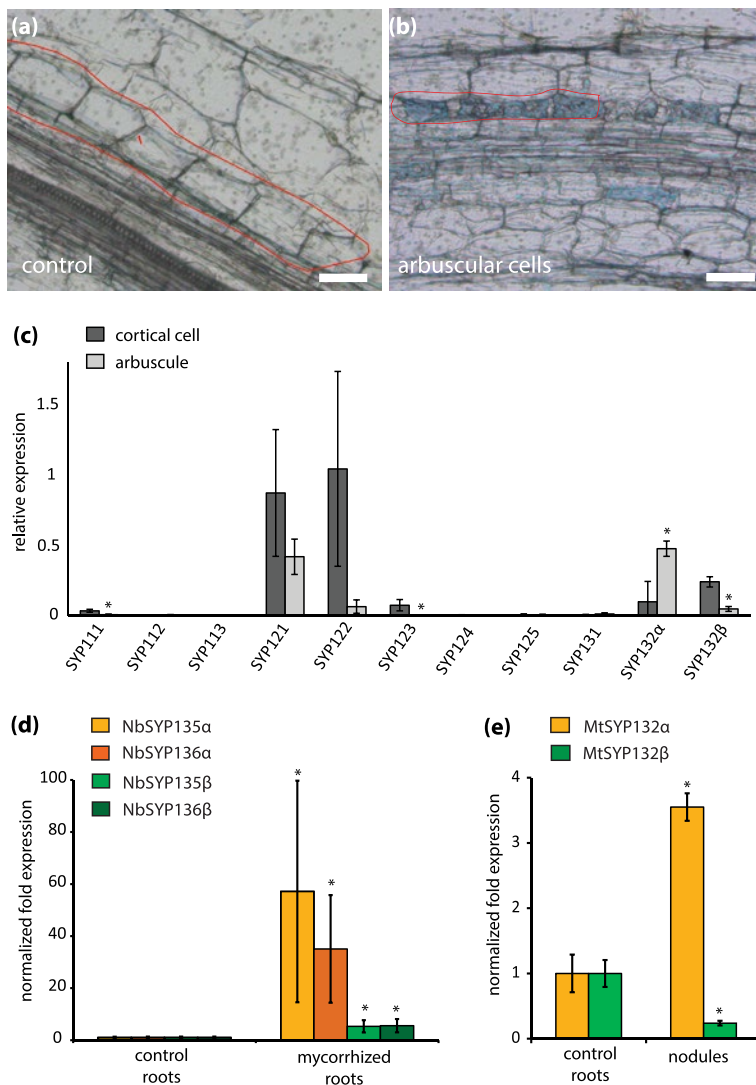 (a)
control
(b)
arbuscular cells
(c)
cortical cell
arbuscule
relative expression
1.5
1
0.5
0
SYP111
SYP112
SYP113
SYP121
SYP122
SYP123
SYP124
SYP125
SYP131
SYP132α
SYP132β
*
*
*
*
(d)
NbSYP135α
NbSYP136α
NbSYP135β
NbSYP136β
normalized fold expression
100
80
60
40
20
0
*
*
*
*
control
roots
mycorrhized
roots
(e)
MtSYP132α
MtSYP132β
normalized fold expression
4
3
2
1
0
*
*
control
roots
nodules